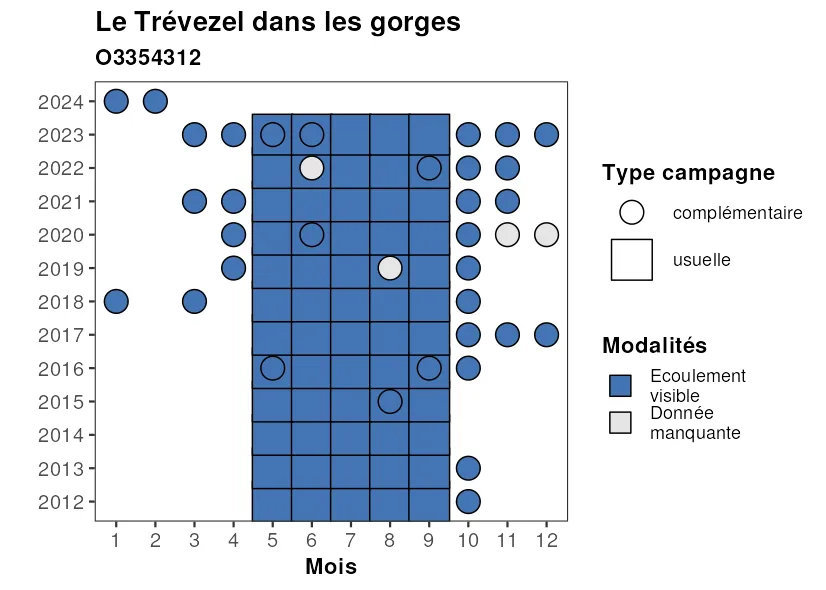 Le Trévezel dans les gorges
O3354312
2024
2023
2022
2021
2020
2019
2018
2017
2016
2015
2014
2013
2012
1 2 3 4 5 6 7 8 9 10 11 12
Mois
Type campagne
complémentaire
usuelle
Modalités
Ecoulement
visible
Donnée
manquante